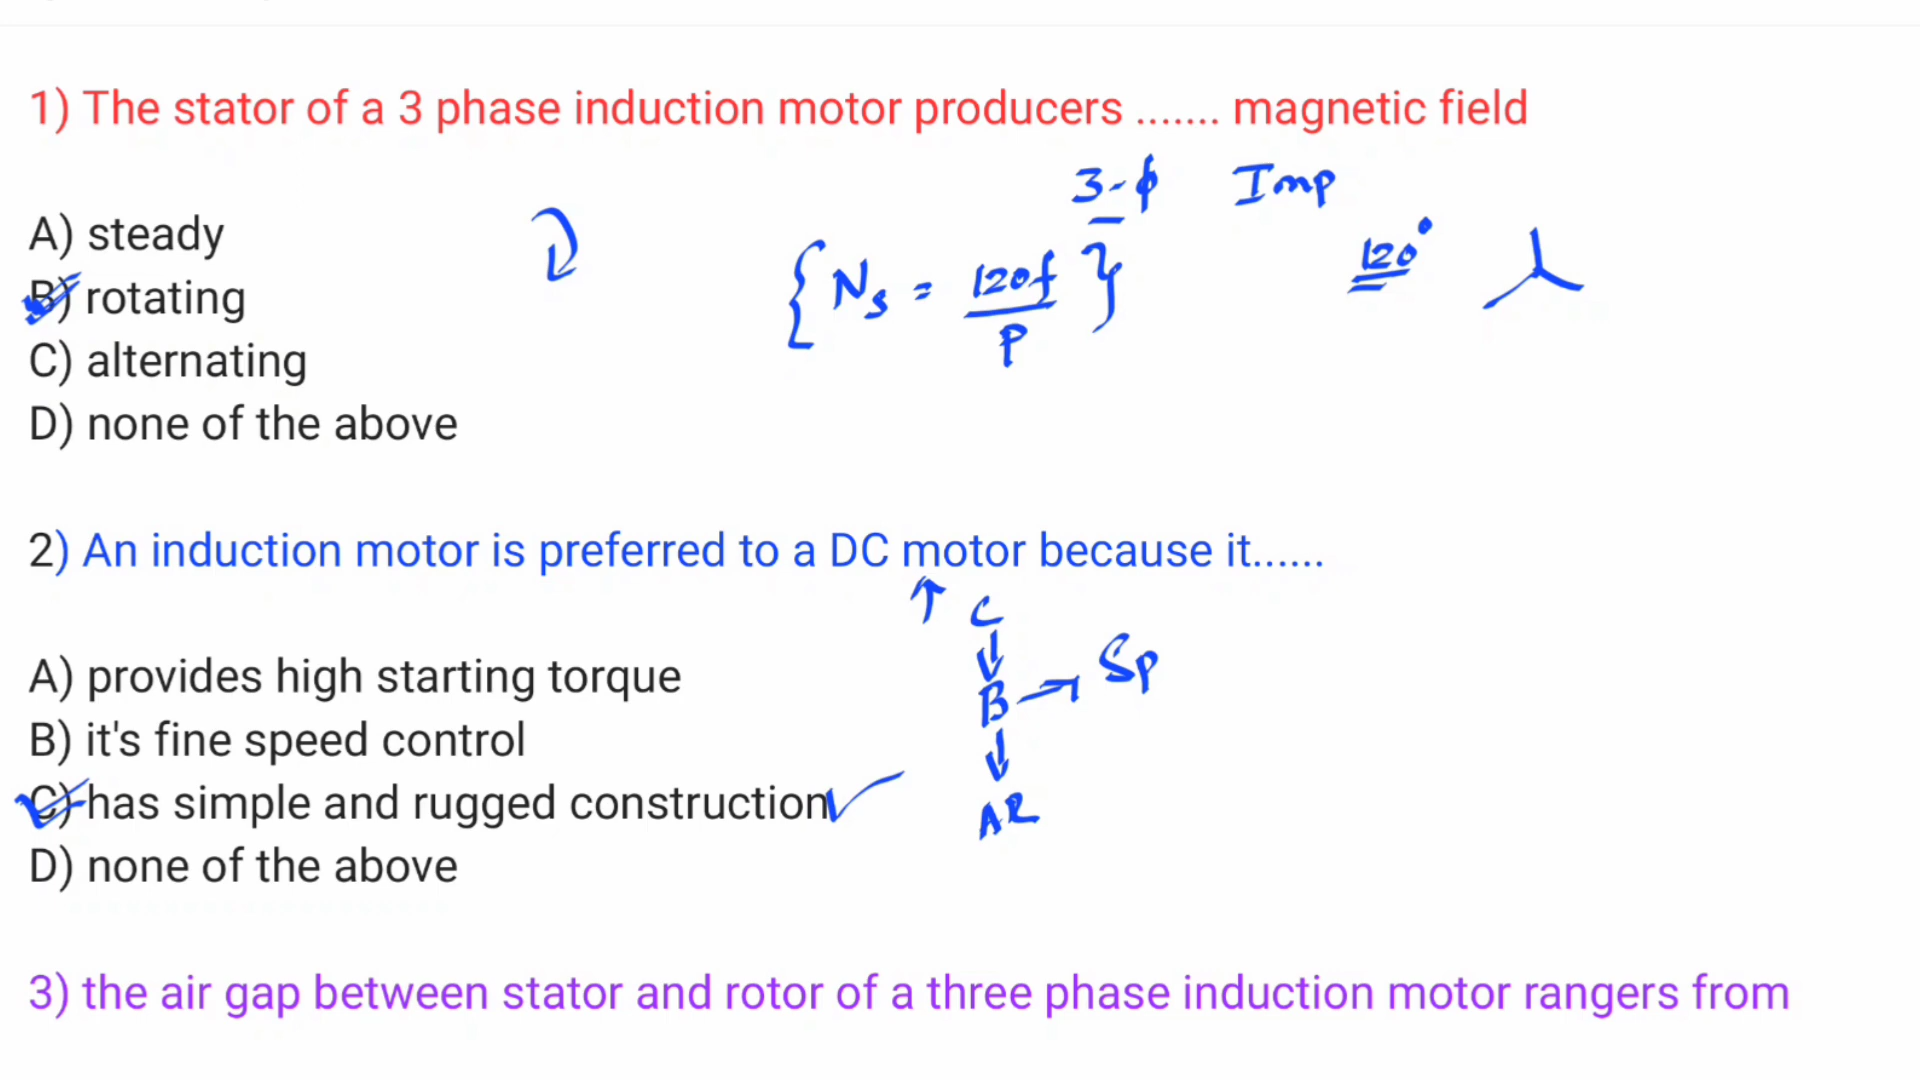 1) The stator of a 3 phase induction motor producers ....... magnetic field
3-ϕ Imp
A) steady
120°
B) rotating
{ Ns = 120f / P }
C) alternating
D) none of the above
2) An induction motor is preferred to a DC motor because it......
↑ C
↓
A) provides high starting torque
B → Sp
B) it's fine speed control
↓
C) has simple and rugged construction
AR
D) none of the above
3) the air gap between stator and rotor of a three phase induction motor rangers from